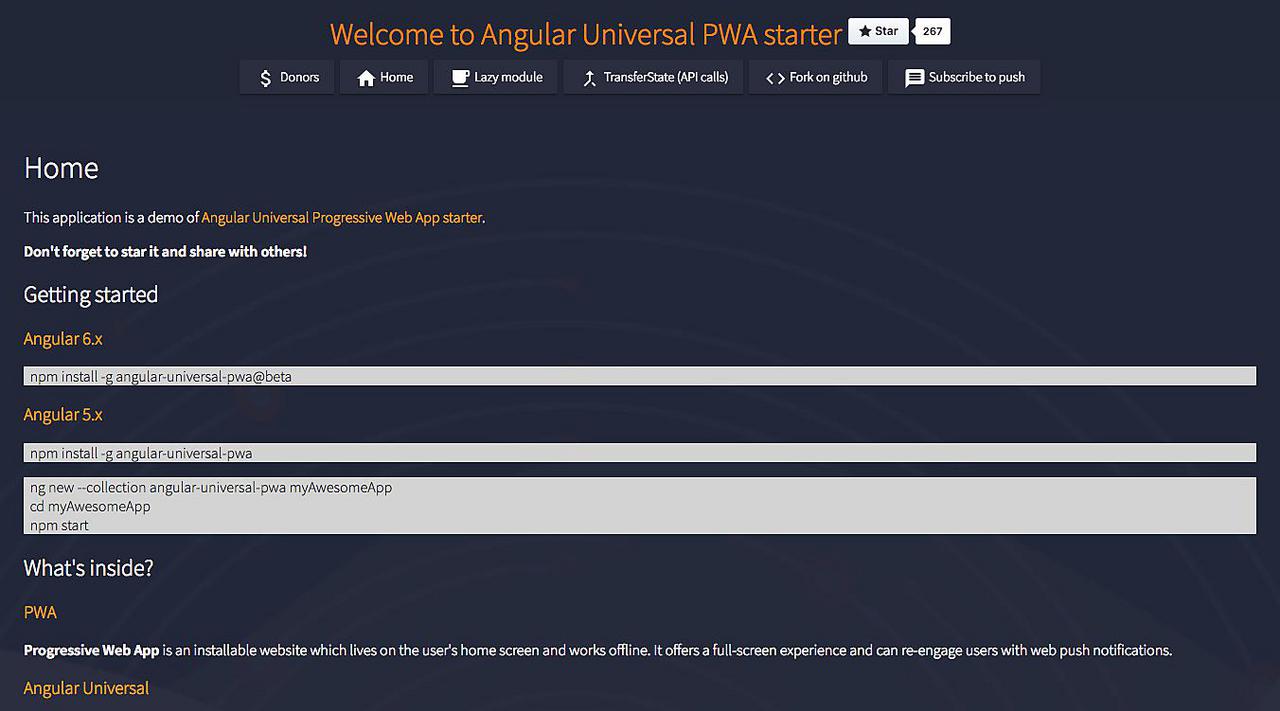 Welcome to Angular Universal PWA starter Star 267
Donors Home Lazy module TransferState (API calls) Fork on github Subscribe to push
Home
This application is a demo of Angular Universal Progressive Web App starter.
Don't forget to star it and share with others!
Getting started
Angular 6.x
npm install -g angular-universal-pwa@beta
Angular 5.x
npm install -g angular-universal-pwa
ng new --collection angular-universal-pwa myAwesomeApp
cd myAwesomeApp
npm start
What's inside?
PWA
Progressive Web App is an installable website which lives on the user's home screen and works offline. It offers a full-screen experience and can re-engage users with web push notifications.
Angular Universal